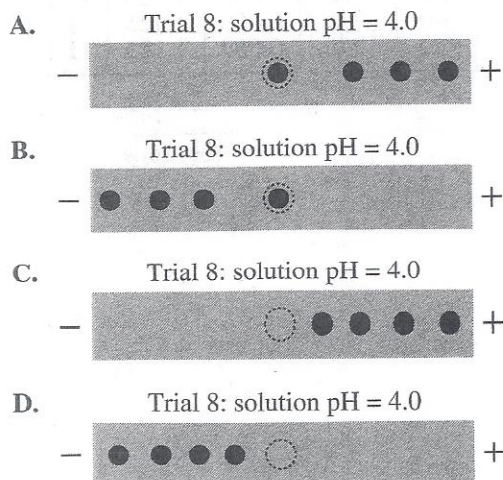 A. Trial 8: solution pH = 4.0
− +
B. Trial 8: solution pH = 4.0
− +
C. Trial 8: solution pH = 4.0
− +
D. Trial 8: solution pH = 4.0
− +